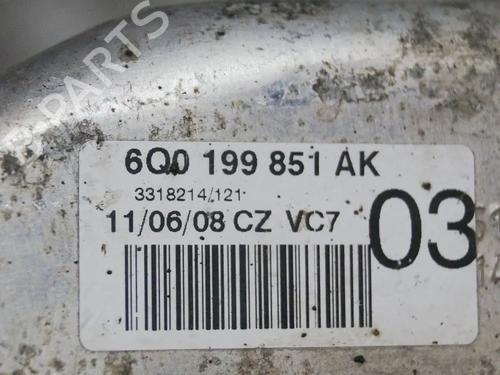 PARTS
6Q0 199 851 AK
3318214/121
11/06/08 CZ VC7
03